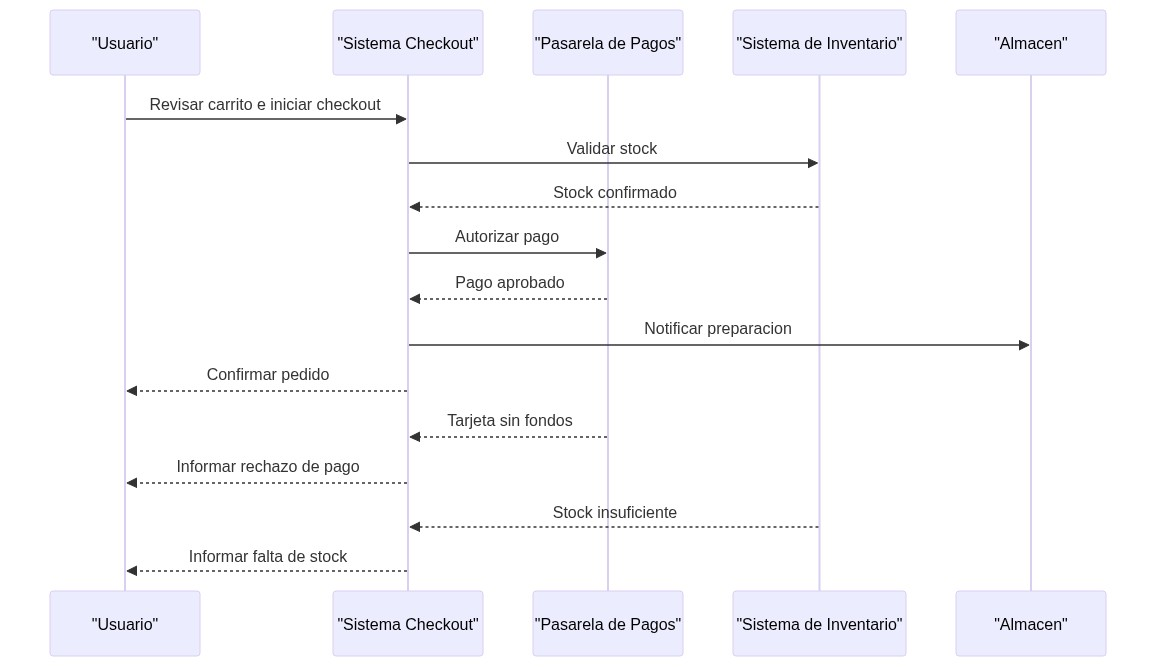 "Usuario"
"Sistema Checkout"
"Pasarela de Pagos"
"Sistema de Inventario"
"Almacen"
Revisar carrito e iniciar checkout
Validar stock
Stock confirmado
Autorizar pago
Pago aprobado
Notificar preparacion
Confirmar pedido
Tarjeta sin fondos
Informar rechazo de pago
Stock insuficiente
Informar falta de stock
"Usuario"
"Sistema Checkout"
"Pasarela de Pagos"
"Sistema de Inventario"
"Almacen"